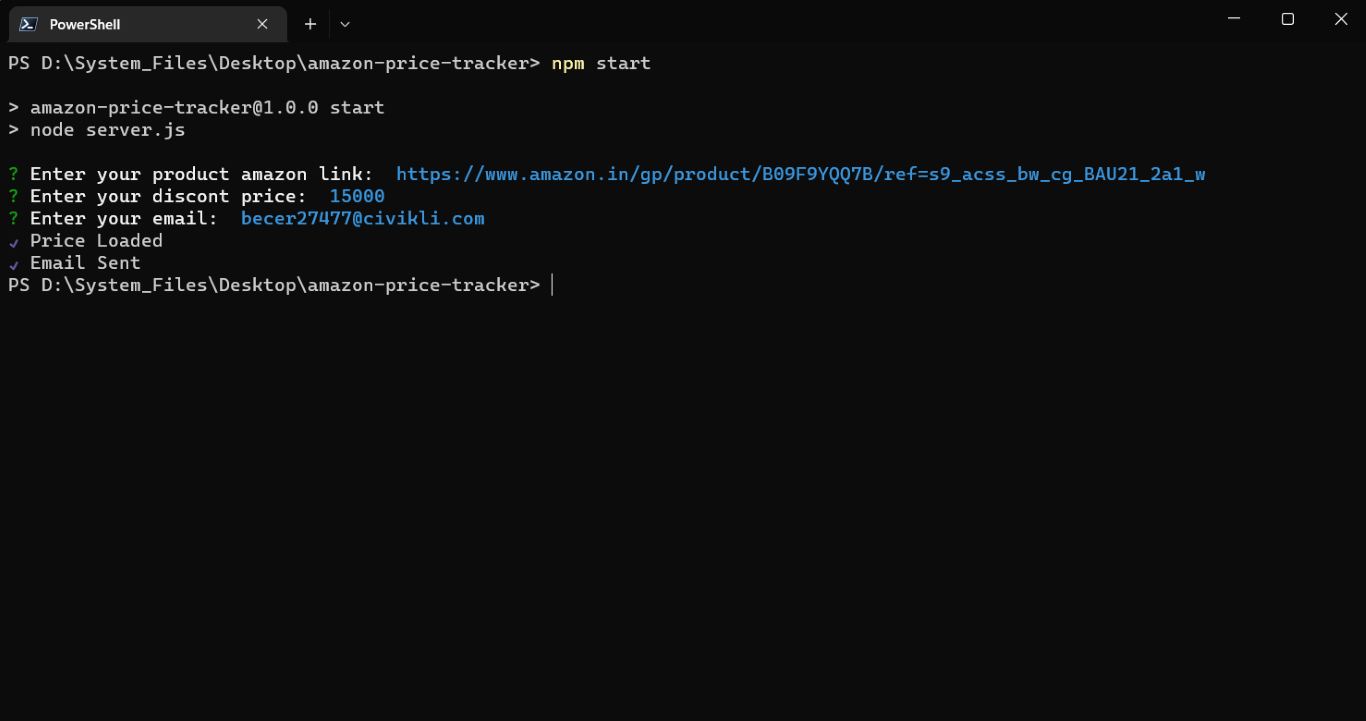 PowerShell
PS D:\System_Files\Desktop\amazon-price-tracker> npm start
> amazon-price-tracker@1.0.0 start
> node server.js
? Enter your product amazon link:  https://www.amazon.in/gp/product/B09F9YQQ7B/ref=s9_acss_bw_cg_BAU21_2a1_w
? Enter your discont price:  15000
? Enter your email:  becer27477@civikli.com
✓ Price Loaded
✓ Email Sent
PS D:\System_Files\Desktop\amazon-price-tracker>